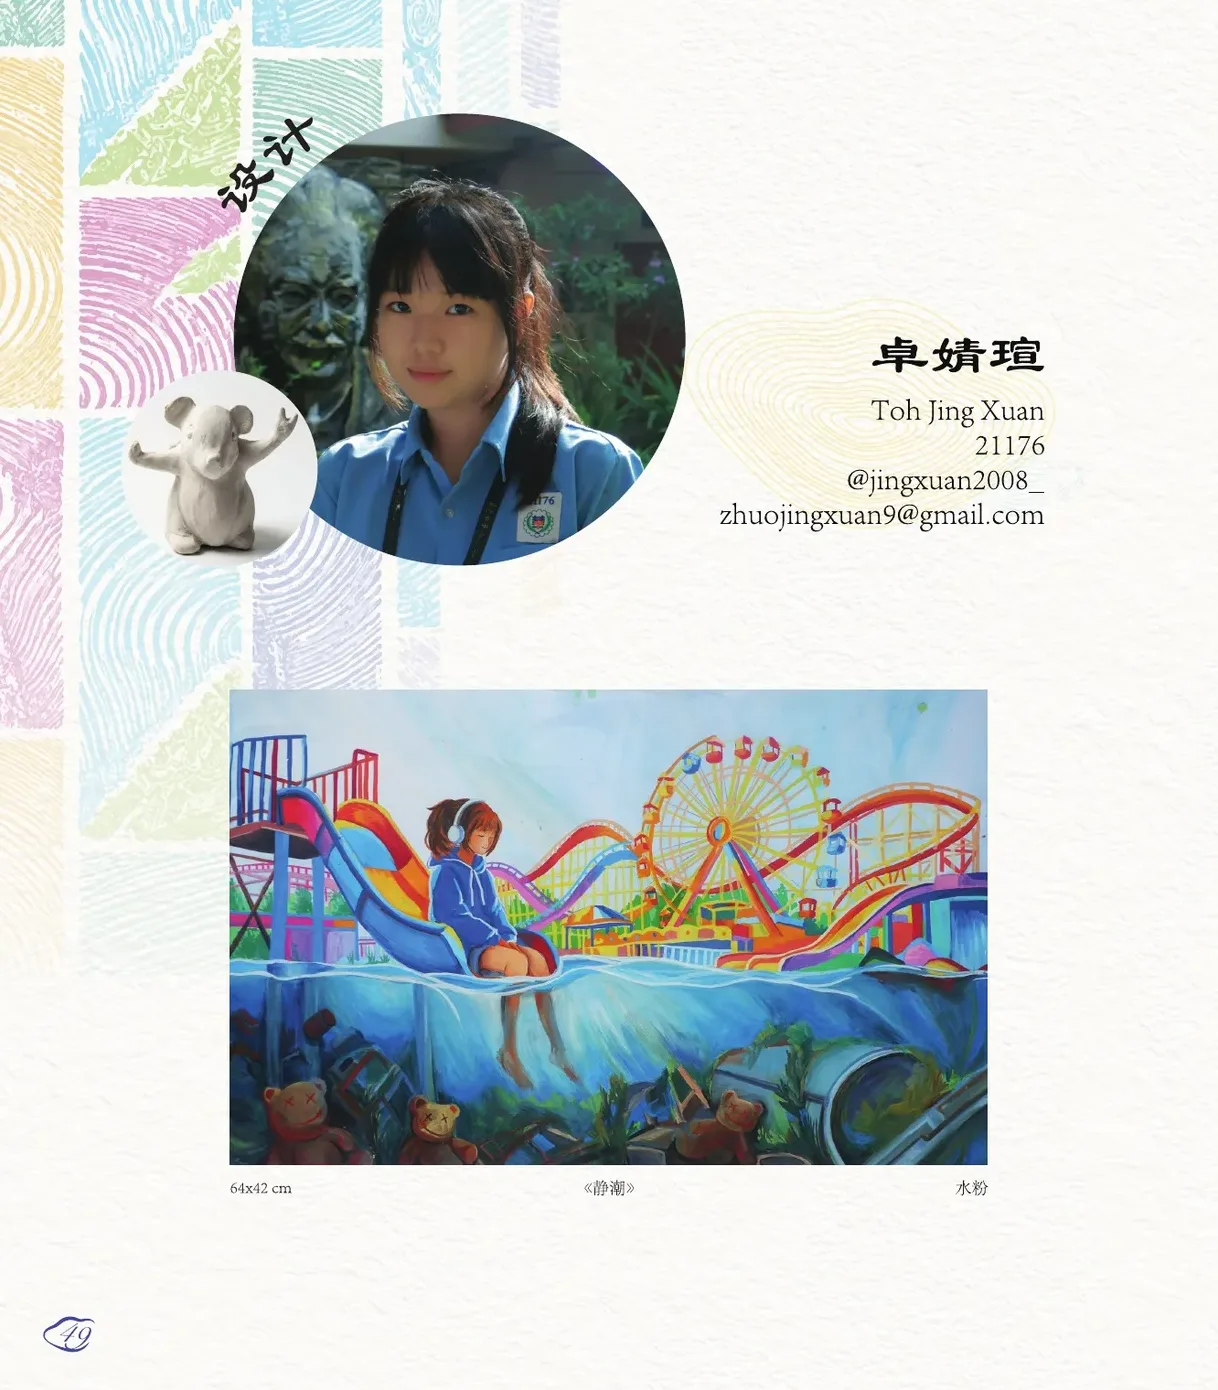 设计
1176
卓婧瑄
Toh Jing Xuan
21176
@jingxuan2008_
zhuojingxuan9@gmail.com
64x42 cm
《静潮》
水粉
49